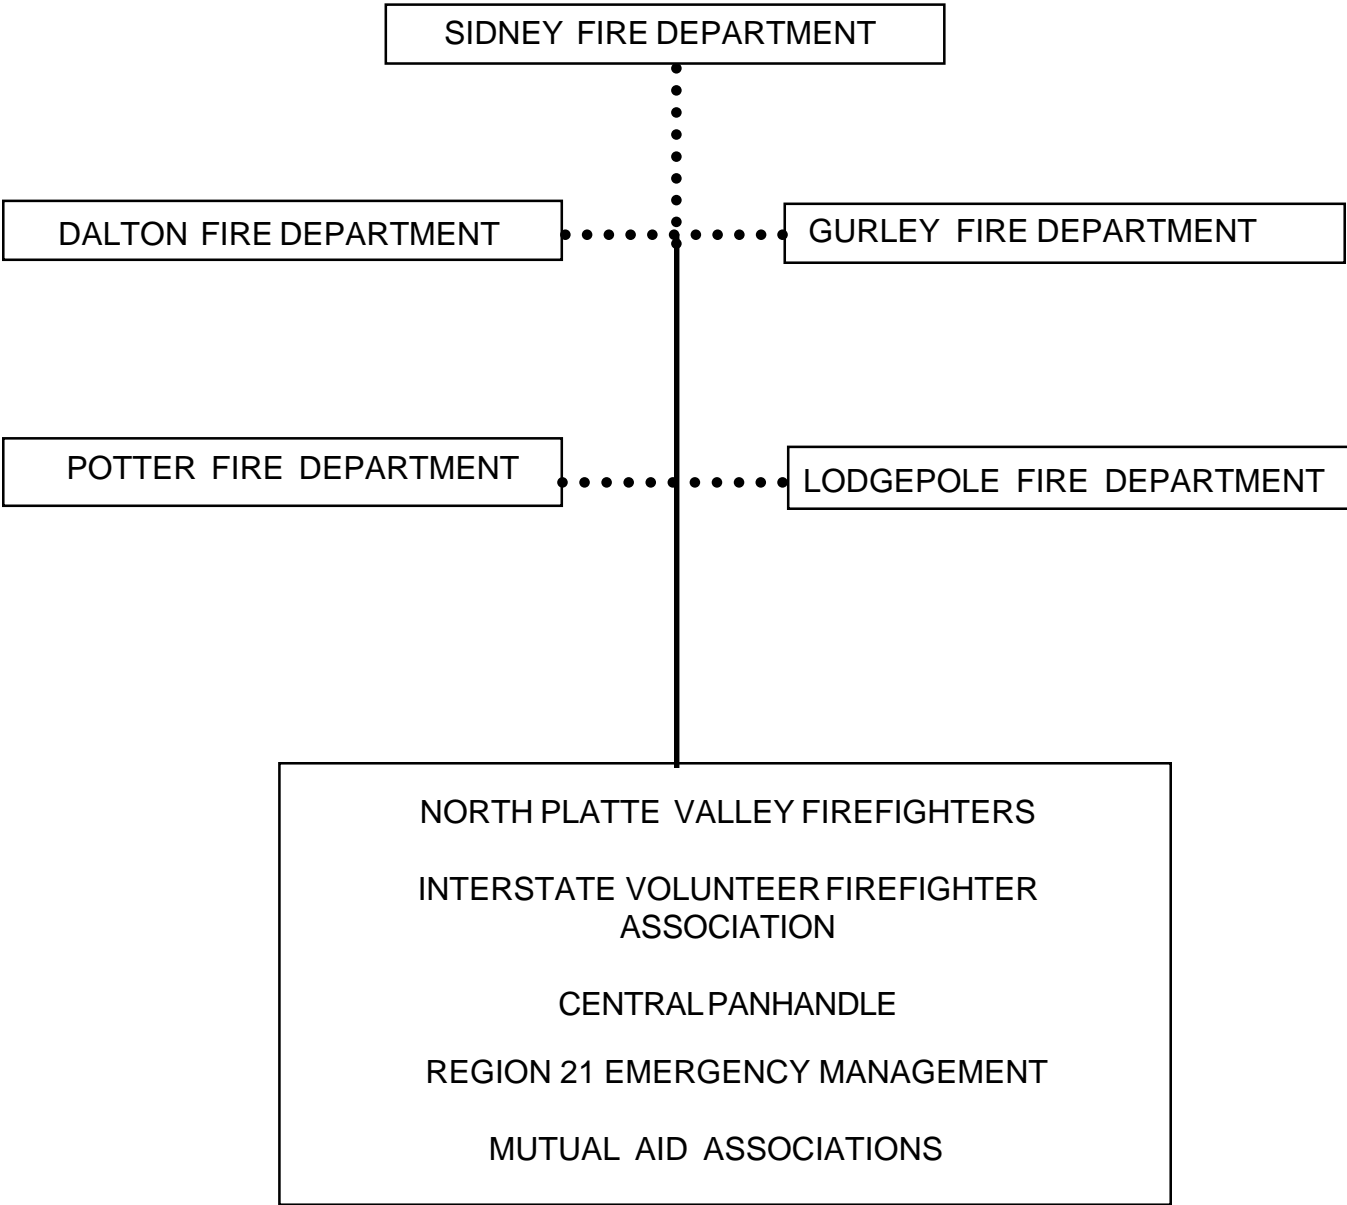 SIDNEY FIRE DEPARTMENT
DALTON FIRE DEPARTMENT
GURLEY FIRE DEPARTMENT
POTTER FIRE DEPARTMENT
LODGEPOLE FIRE DEPARTMENT
NORTH PLATTE VALLEY FIREFIGHTERS
INTERSTATE VOLUNTEER FIREFIGHTER
ASSOCIATION
CENTRAL PANHANDLE
REGION 21 EMERGENCY MANAGEMENT
MUTUAL AID ASSOCIATIONS